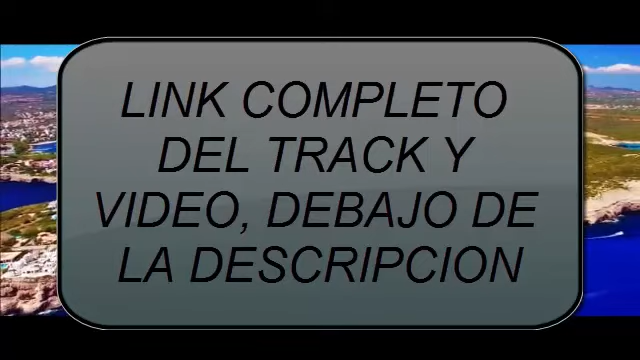 LINK COMPLETO
DEL TRACK Y
VIDEO, DEBAJO DE
LA DESCRIPCION